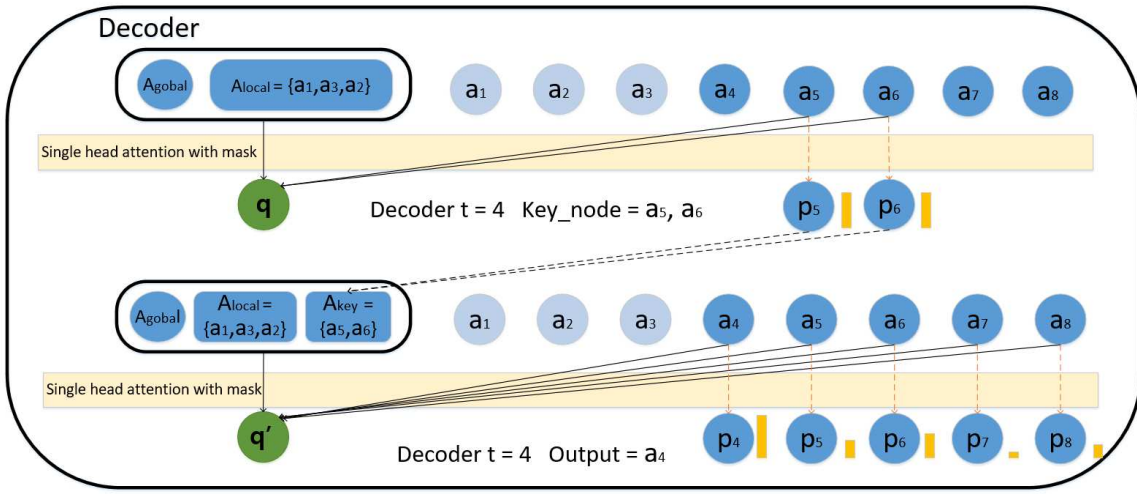 Decoder
Agobal Alocal = {a1,a3,a2} a1 a2 a3 a4 a5 a6 a7 a8
Single head attention with mask
q p5 p6
Decoder t = 4 Key_node = a5, a6
Agobal Alocal = {a1,a3,a2} Akey = {a5,a6} a1 a2 a3 a4 a5 a6 a7 a8
Single head attention with mask
q’ p4 p5 p6 p7 p8
Decoder t = 4 Output = a4